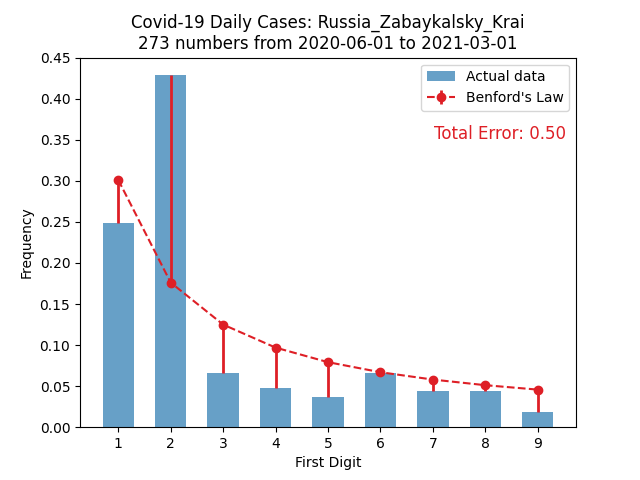 Covid-19 Daily Cases: Russia_Zabaykalsky_Krai
273 numbers from 2020-06-01 to 2021-03-01
Actual data
Benford's Law
Total Error: 0.50
Frequency
0.45
0.40
0.35
0.30
0.25
0.20
0.15
0.10
0.05
0.00
1 2 3 4 5 6 7 8 9
First Digit